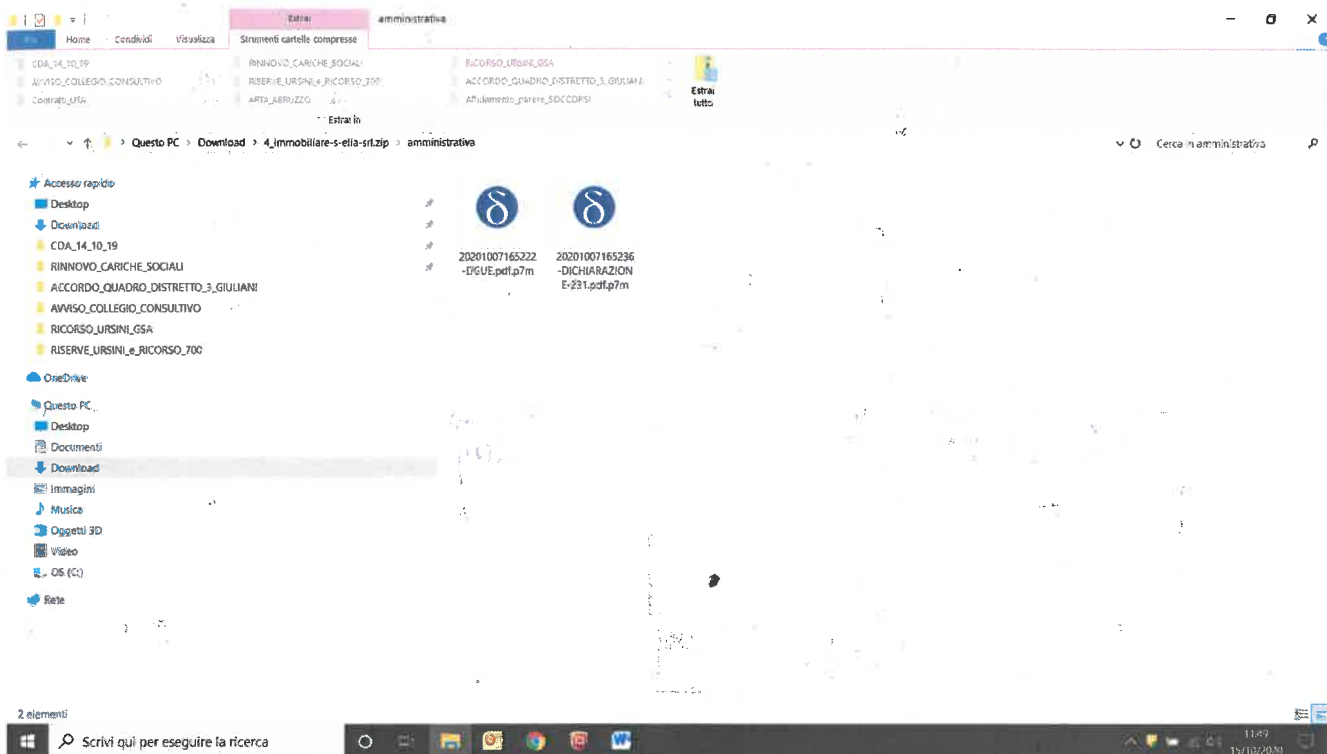 Estrai
amministrativa
Home
Condividi
Visualizza
Strumenti cartelle compresse
CDA_14_10_19
RINNOVO_CARICHE_SOCIALI
RICORSO_URSINI_GSA
AVVISO_COLLEGIO_CONSULTIVO
RISERVE_URSINI_e_RICORSO_700
ACCORDO_QUADRO_DISTRETTO_3_GIULIANI
Contratti_UfA
ARTA_ABRUZZO
Affidamento_parere_SOCCORSI
Estrai tutto
Estrai in
Questo PC > Download > 4_immobiliare-s-elia-srl.zip > amministrativa
Cerca in amministrativa
Accesso rapido
Desktop
Download
CDA_14_10_19
RINNOVO_CARICHE_SOCIALI
ACCORDO_QUADRO_DISTRETTO_3_GIULIANI
AVVISO_COLLEGIO_CONSULTIVO
RICORSO_URSINI_GSA
RISERVE_URSINI_e_RICORSO_700
OneDrive
Questo PC
Desktop
Documenti
Download
Immagini
Musica
Oggetti 3D
Video
OS (C:)
Rete
δ
20201007165222
-DGUE.pdf.p7m
δ
20201007165236
-DICHIARAZION
E-231.pdf.p7m
2 elementi
Scrivi qui per eseguire la ricerca
11:49
15/10/2020